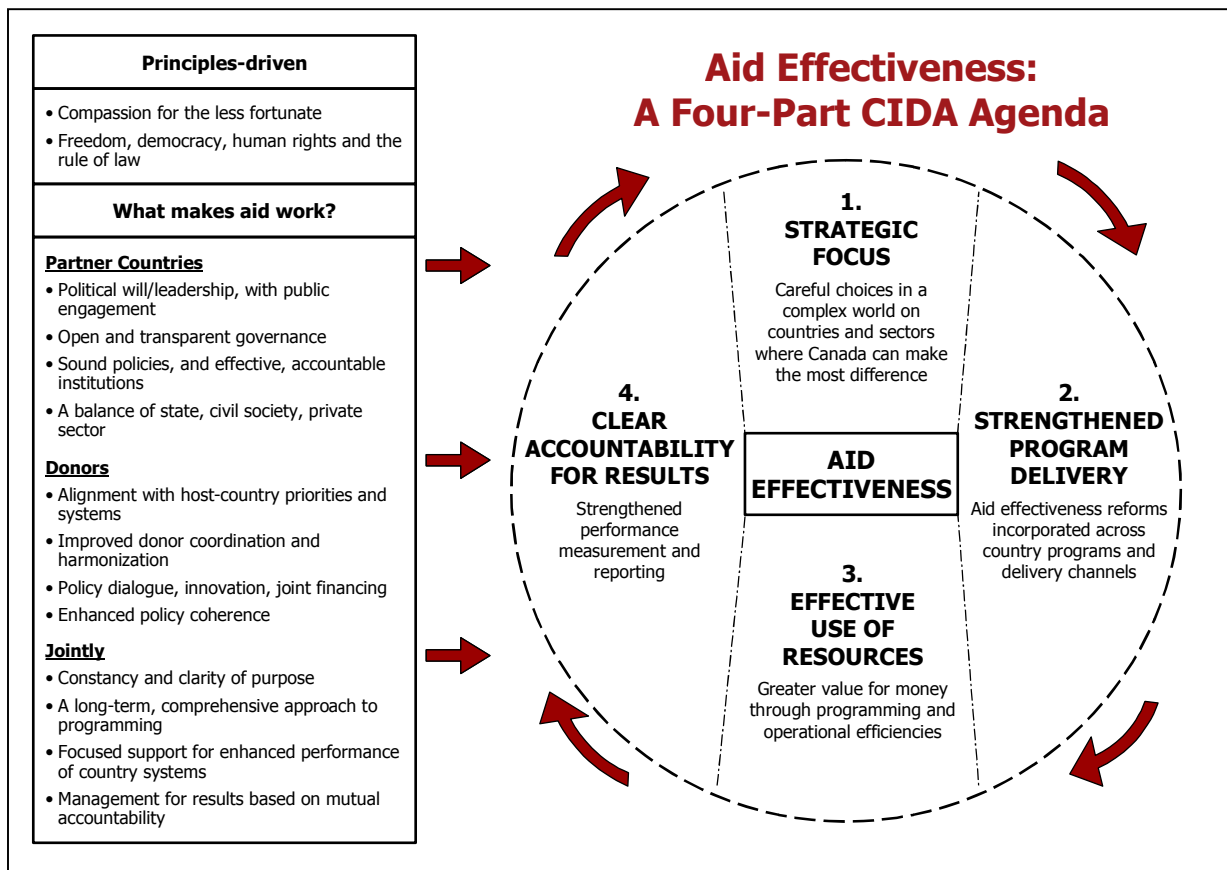 Principles-driven
• Compassion for the less fortunate
• Freedom, democracy, human rights and the
rule of law
What makes aid work?
Partner Countries
• Political will/leadership, with public
engagement
• Open and transparent governance
• Sound policies, and effective, accountable
institutions
• A balance of state, civil society, private
sector
Donors
• Alignment with host-country priorities and
systems
• Improved donor coordination and
harmonization
• Policy dialogue, innovation, joint financing
• Enhanced policy coherence
Jointly
• Constancy and clarity of purpose
• A long-term, comprehensive approach to
programming
• Focused support for enhanced performance
of country systems
• Management for results based on mutual
accountability
Aid Effectiveness:
A Four-Part CIDA Agenda
1.
STRATEGIC
FOCUS
Careful choices in a
complex world on
countries and sectors
where Canada can make
the most difference
2.
STRENGTHENED
PROGRAM
DELIVERY
Aid effectiveness reforms
incorporated across
country programs and
delivery channels
3.
EFFECTIVE
USE OF
RESOURCES
Greater value for money
through programming and
operational efficiencies
4.
CLEAR
ACCOUNTABILITY
FOR RESULTS
Strengthened
performance
measurement and
reporting
AID
EFFECTIVENESS